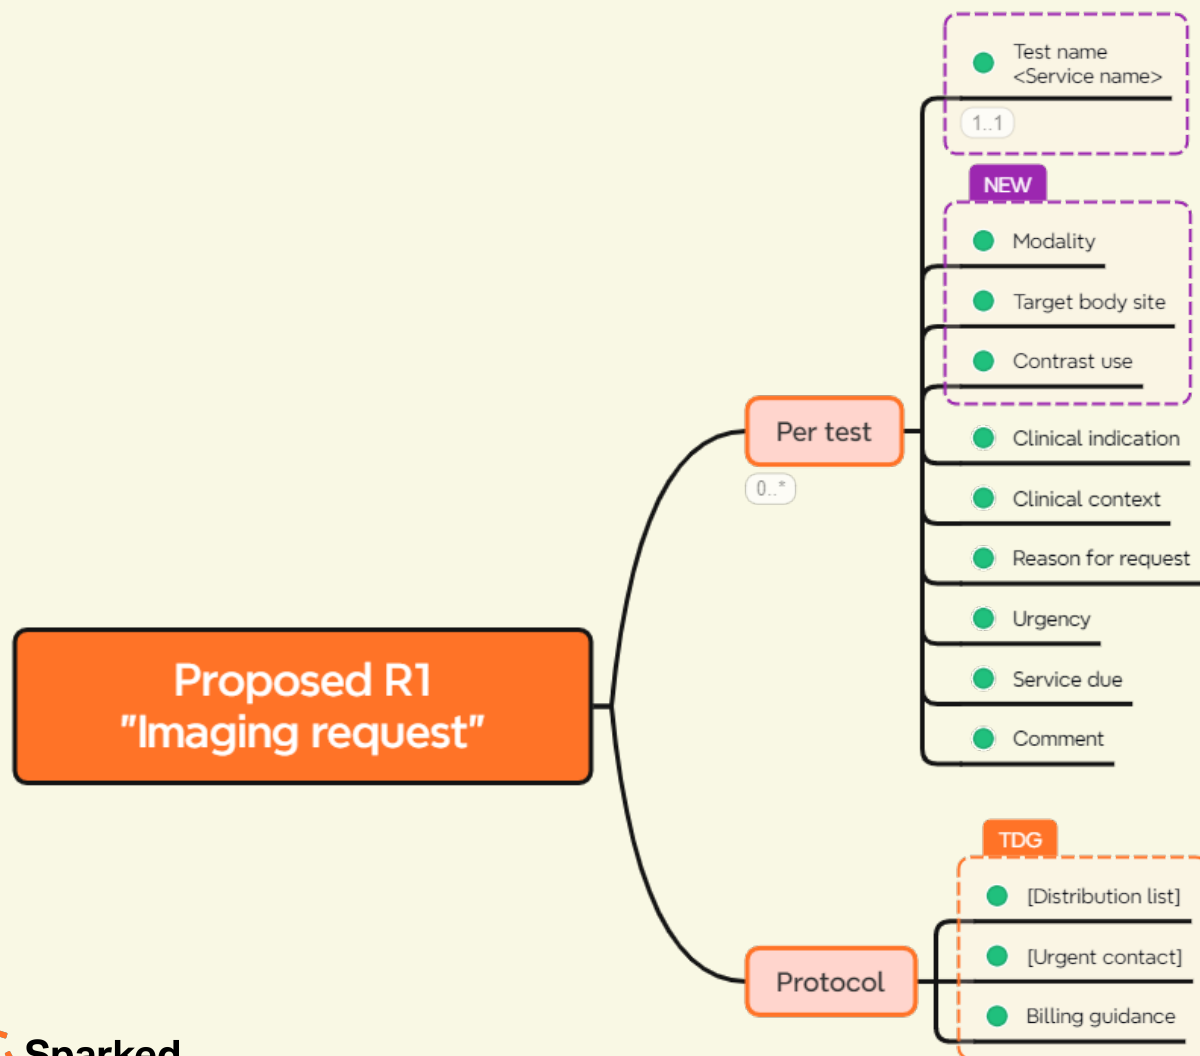 Test name
<Service name>
1..1
NEW
Modality
Target body site
Contrast use
Per test
0..*
Clinical indication
Clinical context
Reason for request
Urgency
Service due
Comment
Proposed R1
"Imaging request"
TDG
[Distribution list]
[Urgent contact]
Billing guidance
Protocol
Sparked